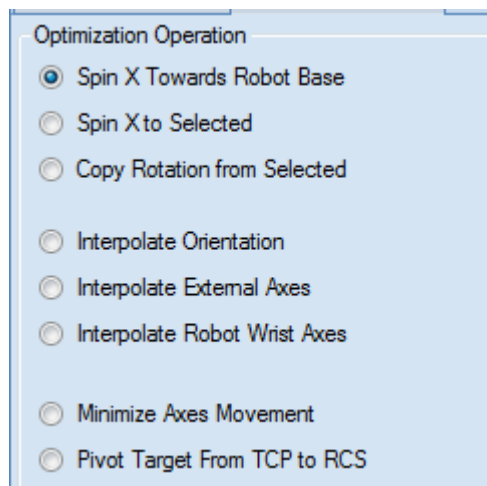 Optimization Operation
Spin X Towards Robot Base
Spin X to Selected
Copy Rotation from Selected
Interpolate Orientation
Interpolate External Axes
Interpolate Robot Wrist Axes
Minimize Axes Movement
Pivot Target From TCP to RCS